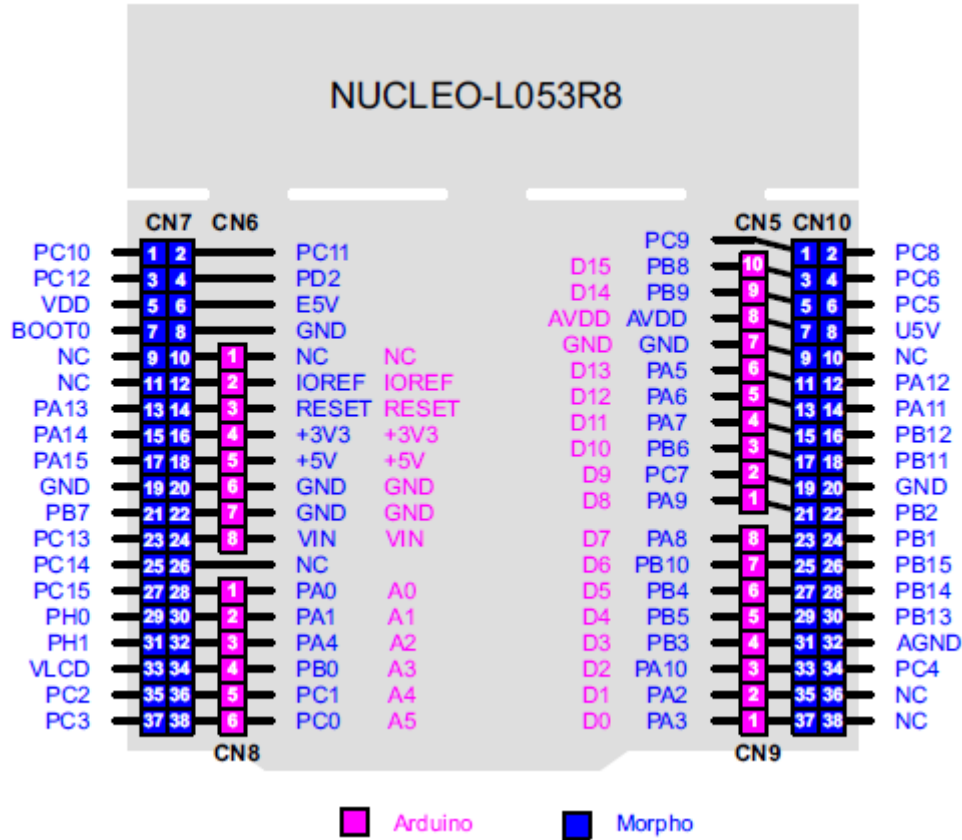 NUCLEO-L053R8
CN7 CN6 CN5 CN10
PC10 1 2 PC11 PC9 1 2 PC8
PC12 3 4 PD2 D15 PB8 10 3 4 PC6
VDD 5 6 E5V D14 PB9 9 5 6 PC5
BOOT0 7 8 GND AVDD AVDD 8 7 8 U5V
NC 9 10 1 NC NC GND GND 7 9 10 NC
NC 11 12 2 IOREF IOREF D13 PA5 6 11 12 PA12
PA13 13 14 3 RESET RESET D12 PA6 5 13 14 PA11
PA14 15 16 4 +3V3 +3V3 D11 PA7 4 15 16 PB12
PA15 17 18 5 +5V +5V D10 PB6 3 17 18 PB11
GND 19 20 6 GND GND D9 PC7 2 19 20 GND
PB7 21 22 7 GND GND D8 PA9 1 21 22 PB2
PC13 23 24 8 VIN VIN D7 PA8 8 23 24 PB1
PC14 25 26 NC D6 PB10 7 25 26 PB15
PC15 27 28 1 PA0 A0 D5 PB4 6 27 28 PB14
PH0 29 30 2 PA1 A1 D4 PB5 5 29 30 PB13
PH1 31 32 3 PA4 A2 D3 PB3 4 31 32 AGND
VLCD 33 34 4 PB0 A3 D2 PA10 3 33 34 PC4
PC2 35 36 5 PC1 A4 D1 PA2 2 35 36 NC
PC3 37 38 6 PC0 A5 D0 PA3 1 37 38 NC
CN8 CN9
Arduino Morpho